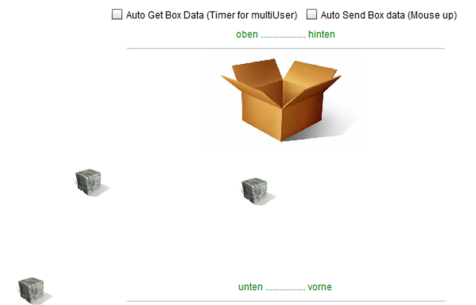 Auto Get Box Data (Timer for multiUser) Auto Send Box data (Mouse up)
oben ................... hinten
unten ................. vorne